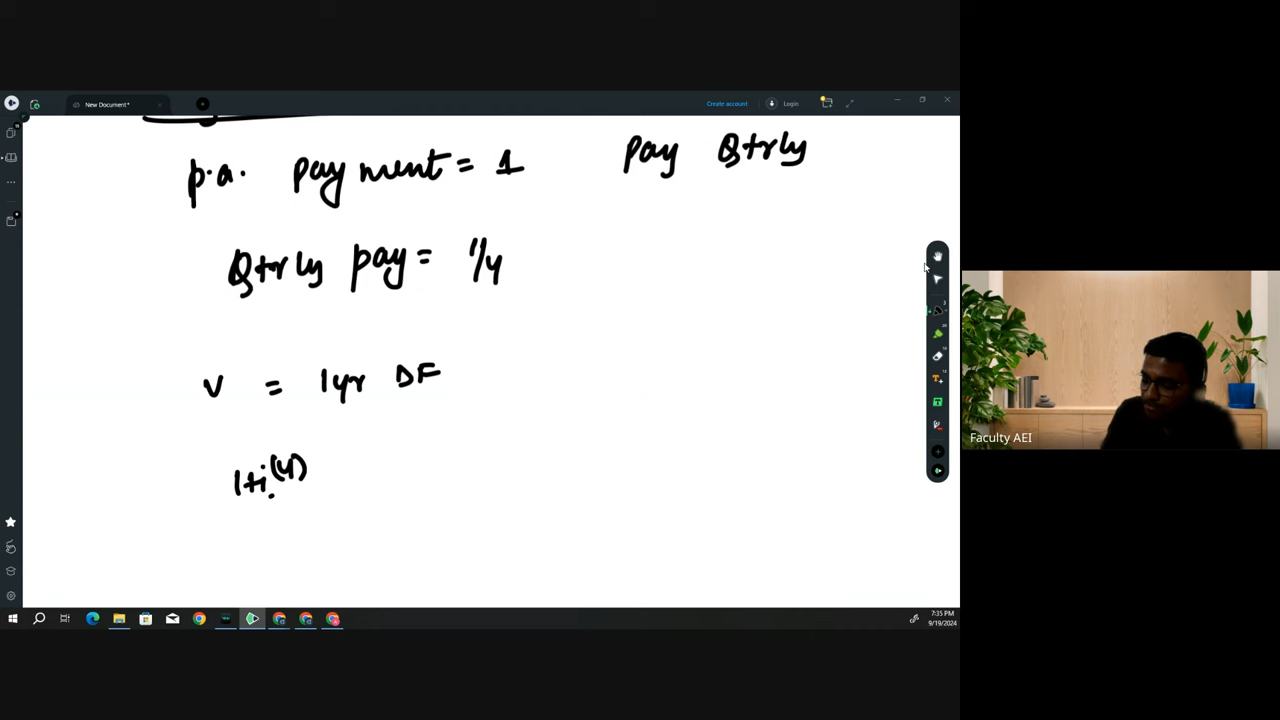 New Document*
Create account
Login
p.a. payment = 1
Pay Qtrly
Qtrly pay = 1/4
V = 1yr DF
1+i(4)
Faculty AEI
7:35 PM
9/19/2024